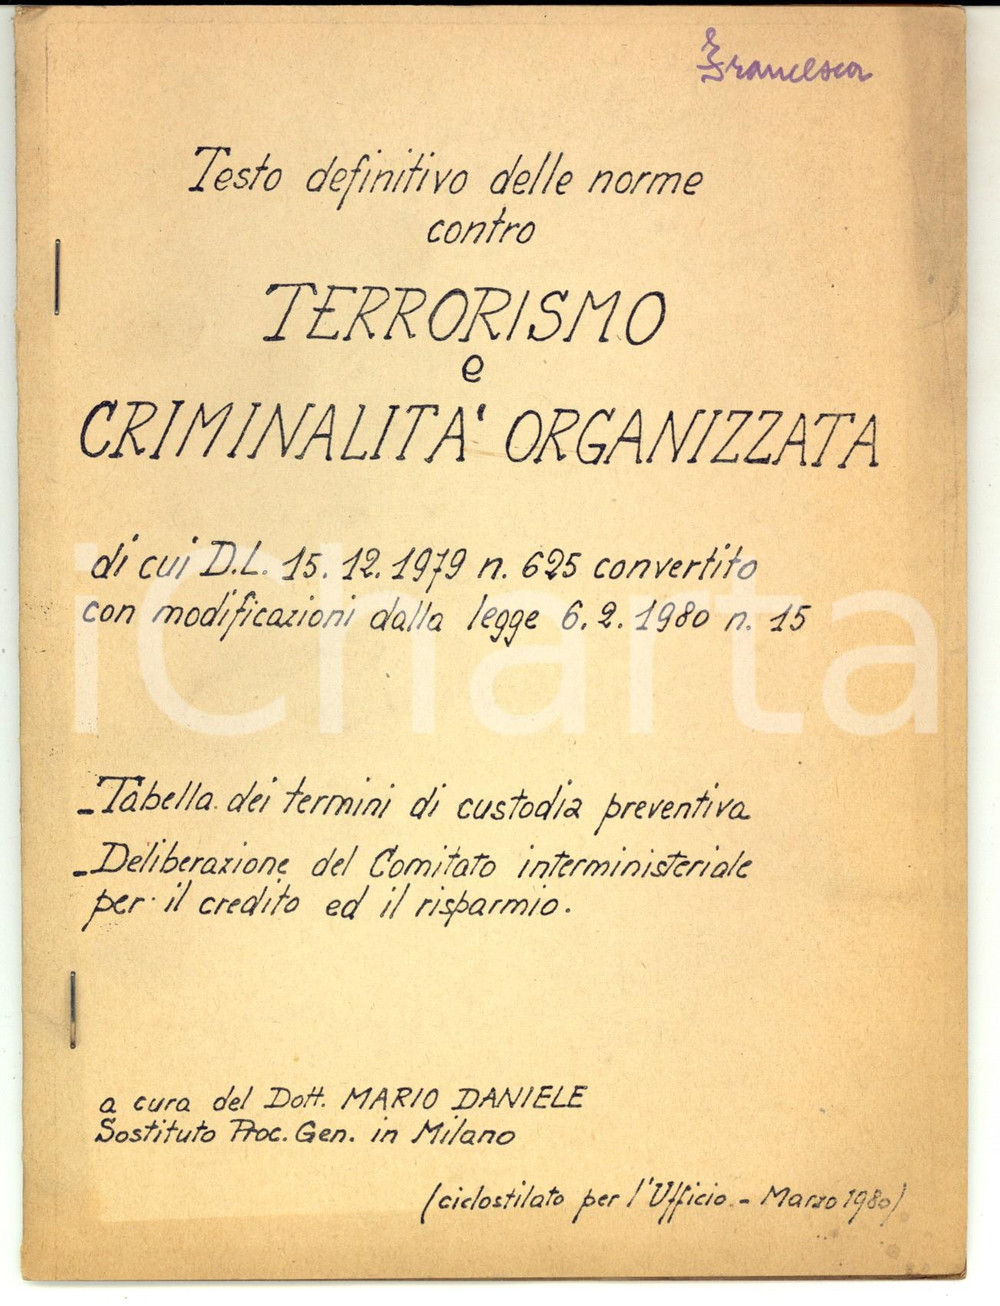 Francesca
Testo definitivo delle norme
contro
TERRORISMO
e
CRIMINALITA' ORGANIZZATA
di cui D.L. 15.12.1979 n. 625 convertito
con modificazioni dalla legge 6.2.1980 n. 15
iCharta
-Tabella dei termini di custodia preventiva
-Deliberazione del Comitato interministeriale
per il credito ed il risparmio.
a cura del Dott. MARIO DANIELE
Sostituto Proc. Gen. in Milano
(ciclostilato per l'Ufficio - Marzo 1980)